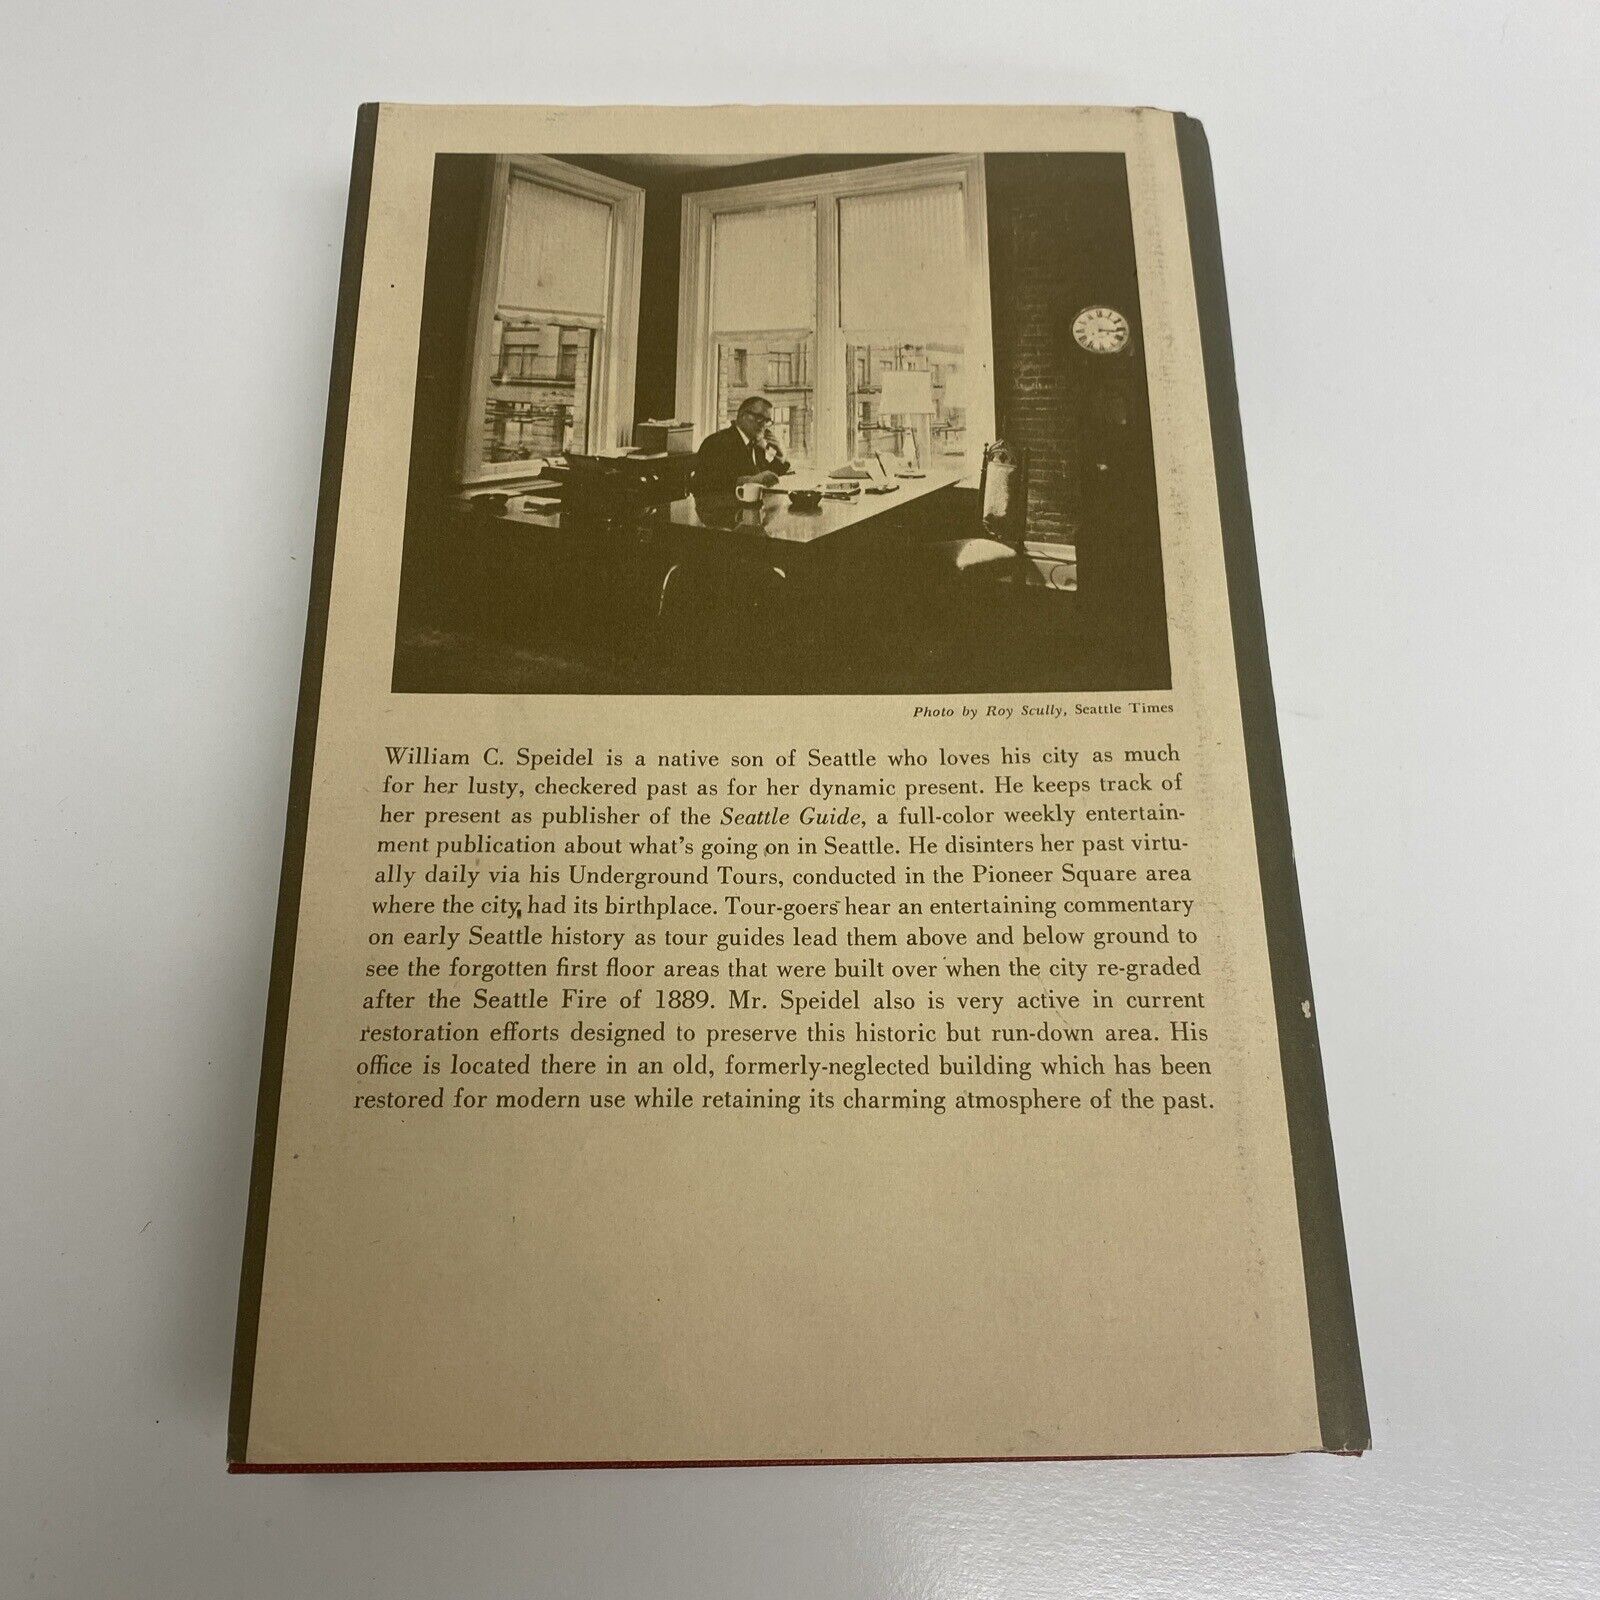 Photo by Roy Scully, Seattle Times
William C. Speidel is a native son of Seattle who loves his city as much
for her lusty, checkered past as for her dynamic present. He keeps track of
her present as publisher of the Seattle Guide, a full-color weekly entertain-
ment publication about what's going on in Seattle. He disinters her past virtu-
ally daily via his Underground Tours, conducted in the Pioneer Square area
where the city had its birthplace. Tour-goers hear an entertaining commentary
on early Seattle history as tour guides lead them above and below ground to
see the forgotten first floor areas that were built over when the city re-graded
after the Seattle Fire of 1889. Mr. Speidel also is very active in current
restoration efforts designed to preserve this historic but run-down area. His
office is located there in an old, formerly-neglected building which has been
restored for modern use while retaining its charming atmosphere of the past.